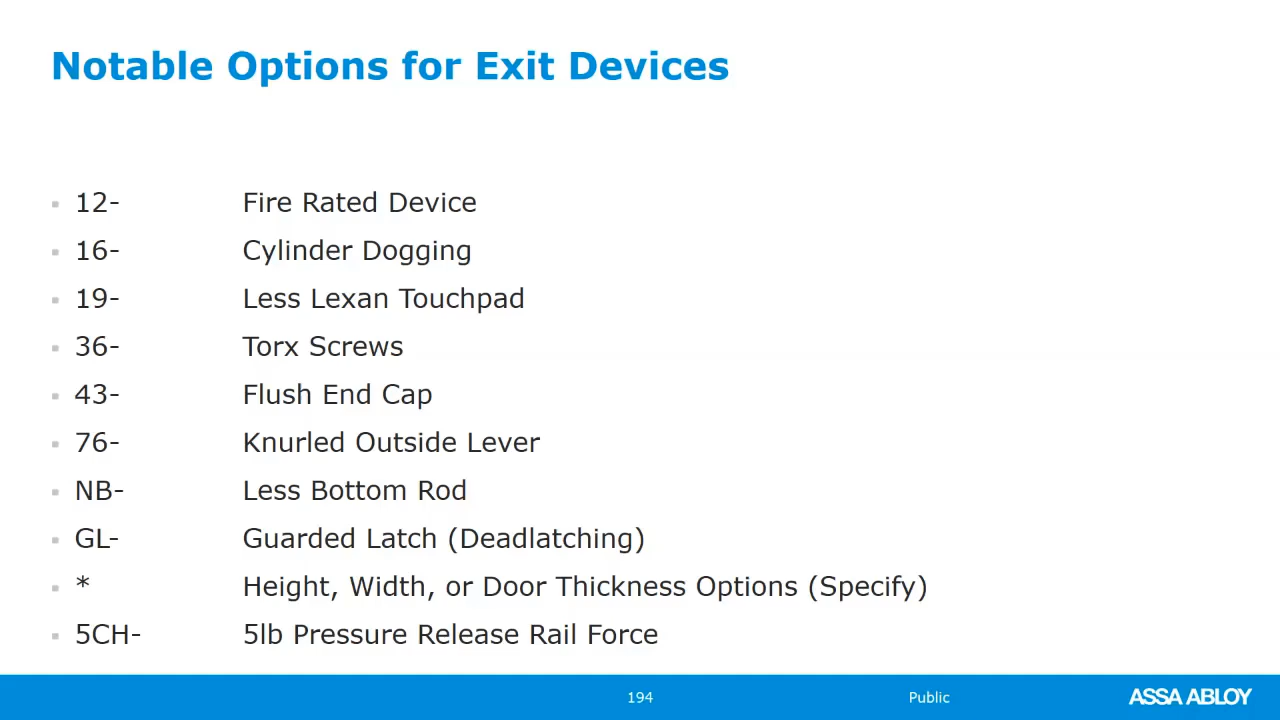 Notable Options for Exit Devices
12- Fire Rated Device
16- Cylinder Dogging
19- Less Lexan Touchpad
36- Torx Screws
43- Flush End Cap
76- Knurled Outside Lever
NB- Less Bottom Rod
GL- Guarded Latch (Deadlatching)
* Height, Width, or Door Thickness Options (Specify)
5CH- 5lb Pressure Release Rail Force
194 Public ASSA ABLOY